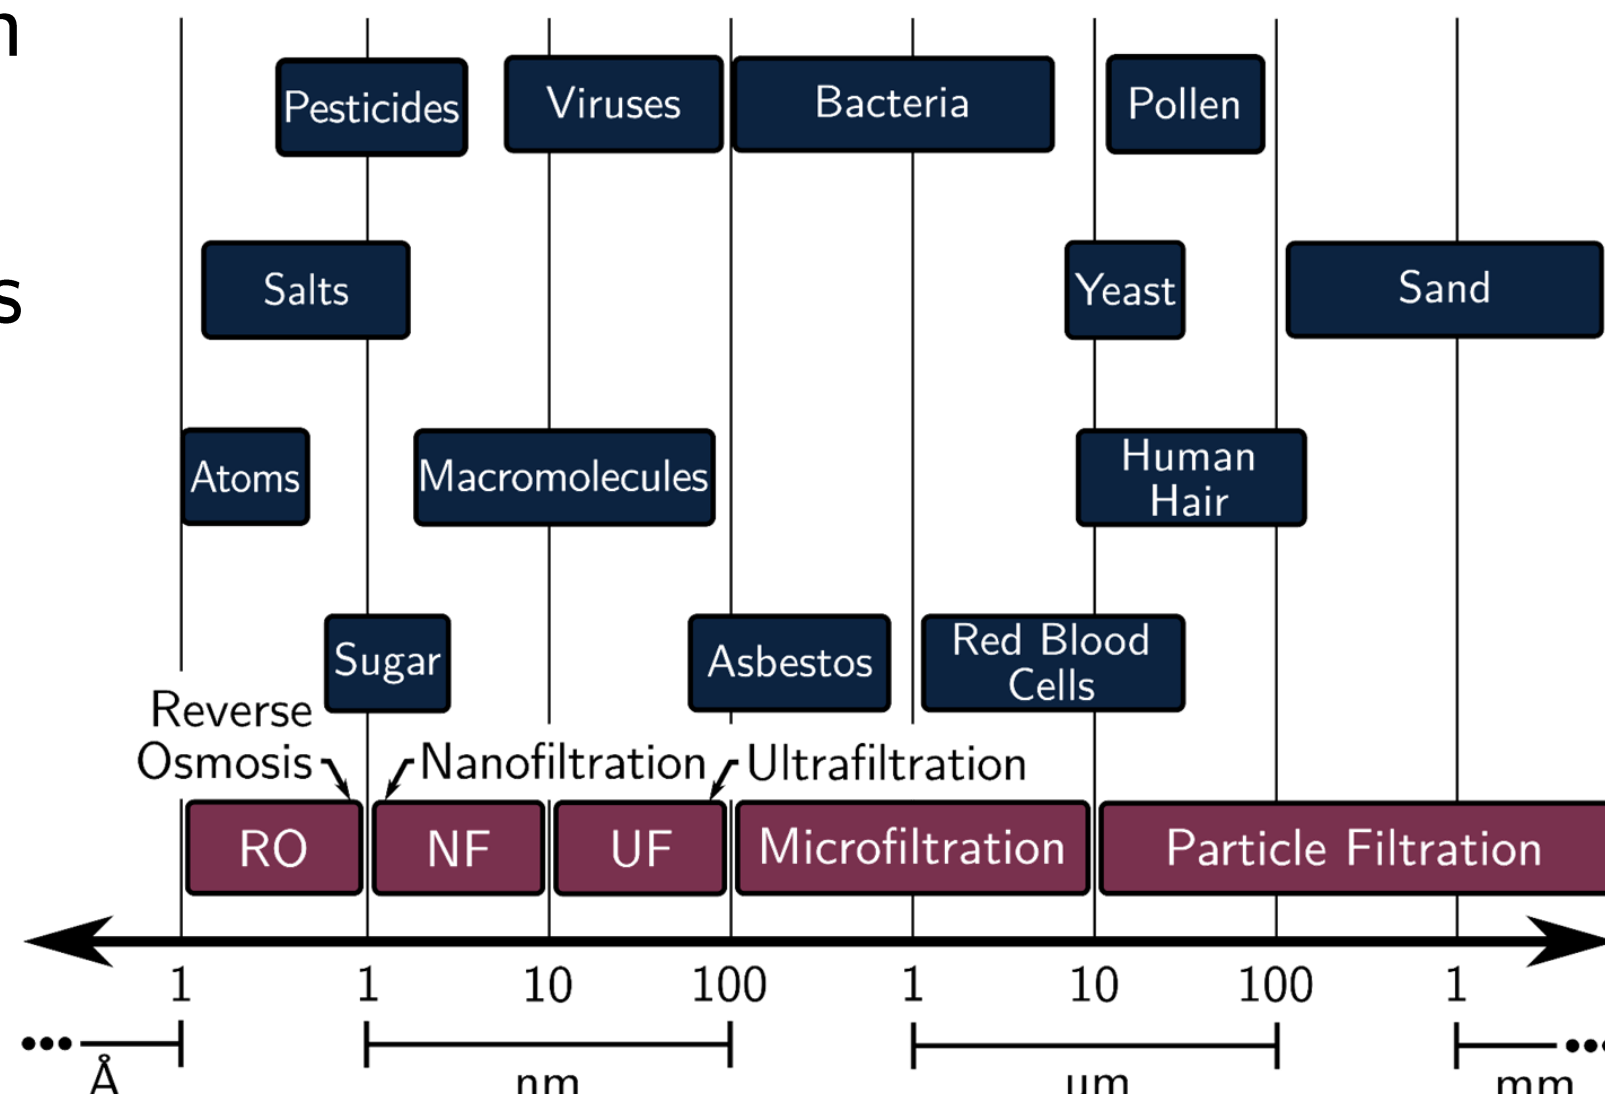 n
Pesticides
Viruses
Bacteria
Pollen
s
Salts
Yeast
Sand
Atoms
Macromolecules
Human
Hair
Sugar
Asbestos
Red Blood
Cells
Reverse
Osmosis
Nanofiltration
Ultrafiltration
RO
NF
UF
Microfiltration
Particle Filtration
1 1 10 100 1 10 100 1
Å nm µm mm